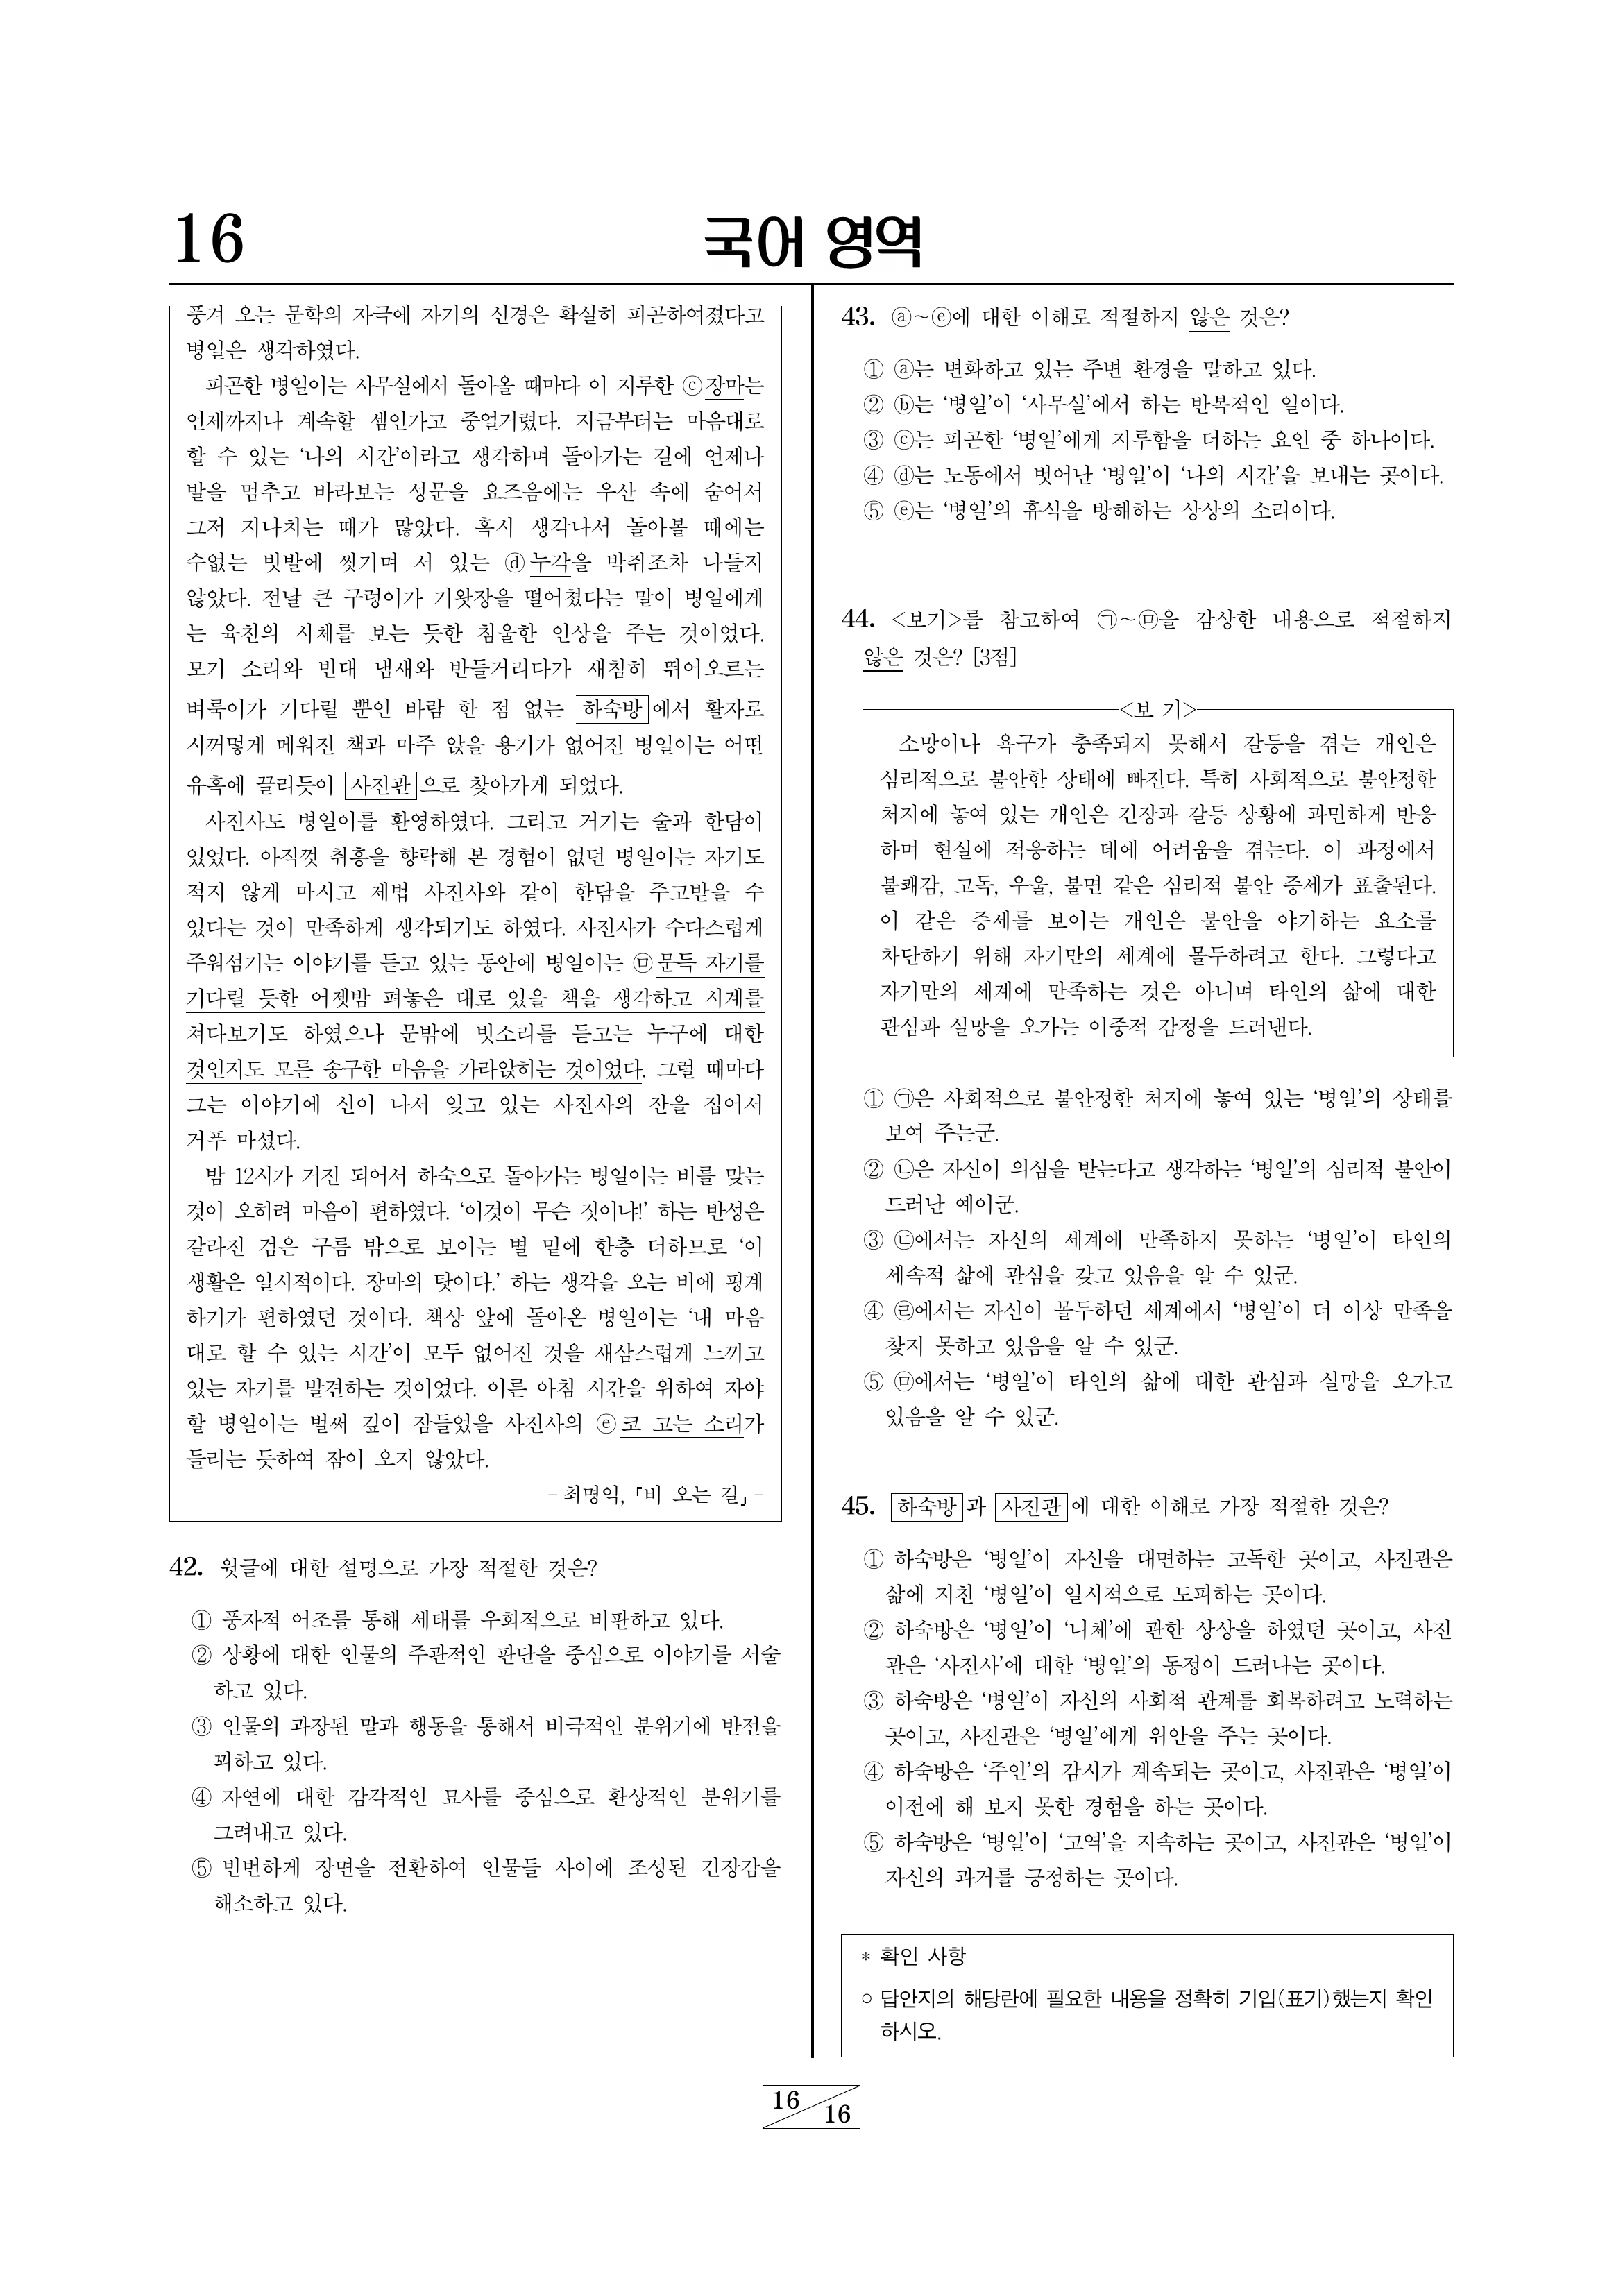 16
국어 영역
풍겨 오는 문학의 자극에 자기의 신경은 확실히 피곤하여졌다고
병일은 생각하였다.
피곤한 병일이는 사무실에서 돌아올 때마다 이 지루한 ⓒ장마는
언제까지나 계속할 셈인가고 중얼거렸다. 지금부터는 마음대로
할 수 있는 ‘나의 시간’이라고 생각하며 돌아가는 길에 언제나
발을 멈추고 바라보는 성문을 요즈음에는 우산 속에 숨어서
그저 지나치는 때가 많았다. 혹시 생각나서 돌아볼 때에는
수없는 빗발에 씻기며 서 있는 ⓓ누각을 박쥐조차 나들지
않았다. 전날 큰 구렁이가 기왓장을 떨어쳤다는 말이 병일에게
는 육친의 시체를 보는 듯한 침울한 인상을 주는 것이었다.
모기 소리와 빈대 냄새와 반들거리다가 새침히 뛰어오르는
벼룩이가 기다릴 뿐인 바람 한 점 없는 하숙방에서 활자로
시꺼멓게 메워진 책과 마주 앉을 용기가 없어진 병일이는 어떤
유혹에 끌리듯이 사진관으로 찾아가게 되었다.
사진사도 병일이를 환영하였다. 그리고 거기는 술과 한담이
있었다. 아직껏 취흥을 향락해 본 경험이 없던 병일이는 자기도
적지 않게 마시고 제법 사진사와 같이 한담을 주고받을 수
있다는 것이 만족하게 생각되기도 하였다. 사진사가 수다스럽게
주워섬기는 이야기를 듣고 있는 동안에 병일이는 ㉤문득 자기를
기다릴 듯한 어젯밤 펴놓은 대로 있을 책을 생각하고 시계를
쳐다보기도 하였으나 문밖에 빗소리를 듣고는 누구에 대한
것인지도 모른 송구한 마음을 가라앉히는 것이었다. 그럴 때마다
그는 이야기에 신이 나서 잊고 있는 사진사의 잔을 집어서
거푸 마셨다.
밤 12시가 거진 되어서 하숙으로 돌아가는 병일이는 비를 맞는
것이 오히려 마음이 편하였다. ‘이것이 무슨 짓이냐!’ 하는 반성은
갈라진 검은 구름 밖으로 보이는 별 밑에 한층 더하므로 ‘이
생활은 일시적이다. 장마의 탓이다.’ 하는 생각을 오는 비에 핑계
하기가 편하였던 것이다. 책상 앞에 돌아온 병일이는 ‘내 마음
대로 할 수 있는 시간’이 모두 없어진 것을 새삼스럽게 느끼고
있는 자기를 발견하는 것이었다. 이른 아침 시간을 위하여 자야
할 병일이는 벌써 깊이 잠들었을 사진사의 ⓔ코 고는 소리가
들리는 듯하여 잠이 오지 않았다.
- 최명익, 「비 오는 길」 -
42. 윗글에 대한 설명으로 가장 적절한 것은?
① 풍자적 어조를 통해 세태를 우회적으로 비판하고 있다.
② 상황에 대한 인물의 주관적인 판단을 중심으로 이야기를 서술
하고 있다.
③ 인물의 과장된 말과 행동을 통해서 비극적인 분위기에 반전을
꾀하고 있다.
④ 자연에 대한 감각적인 묘사를 중심으로 환상적인 분위기를
그려내고 있다.
⑤ 빈번하게 장면을 전환하여 인물들 사이에 조성된 긴장감을
해소하고 있다.
43. ⓐ~ⓔ에 대한 이해로 적절하지 않은 것은?
① ⓐ는 변화하고 있는 주변 환경을 말하고 있다.
② ⓑ는 ‘병일’이 ‘사무실’에서 하는 반복적인 일이다.
③ ⓒ는 피곤한 ‘병일’에게 지루함을 더하는 요인 중 하나이다.
④ ⓓ는 노동에서 벗어난 ‘병일’이 ‘나의 시간’을 보내는 곳이다.
⑤ ⓔ는 ‘병일’의 휴식을 방해하는 상상의 소리이다.
44. <보기>를 참고하여 ㉠~㉤을 감상한 내용으로 적절하지
않은 것은? [3점]
<보 기>
소망이나 욕구가 충족되지 못해서 갈등을 겪는 개인은
심리적으로 불안한 상태에 빠진다. 특히 사회적으로 불안정한
처지에 놓여 있는 개인은 긴장과 갈등 상황에 과민하게 반응
하며 현실에 적응하는 데에 어려움을 겪는다. 이 과정에서
불쾌감, 고독, 우울, 불면 같은 심리적 불안 증세가 표출된다.
이 같은 증세를 보이는 개인은 불안을 야기하는 요소를
차단하기 위해 자기만의 세계에 몰두하려고 한다. 그렇다고
자기만의 세계에 만족하는 것은 아니며 타인의 삶에 대한
관심과 실망을 오가는 이중적 감정을 드러낸다.
① ㉠은 사회적으로 불안정한 처지에 놓여 있는 ‘병일’의 상태를
보여 주는군.
② ㉡은 자신이 의심을 받는다고 생각하는 ‘병일’의 심리적 불안이
드러난 예이군.
③ ㉢에서는 자신의 세계에 만족하지 못하는 ‘병일’이 타인의
세속적 삶에 관심을 갖고 있음을 알 수 있군.
④ ㉣에서는 자신이 몰두하던 세계에서 ‘병일’이 더 이상 만족을
찾지 못하고 있음을 알 수 있군.
⑤ ㉤에서는 ‘병일’이 타인의 삶에 대한 관심과 실망을 오가고
있음을 알 수 있군.
45. 하숙방과 사진관에 대한 이해로 가장 적절한 것은?
① 하숙방은 ‘병일’이 자신을 대면하는 고독한 곳이고, 사진관은
삶에 지친 ‘병일’이 일시적으로 도피하는 곳이다.
② 하숙방은 ‘병일’이 ‘니체’에 관한 상상을 하였던 곳이고, 사진
관은 ‘사진사’에 대한 ‘병일’의 동정이 드러나는 곳이다.
③ 하숙방은 ‘병일’이 자신의 사회적 관계를 회복하려고 노력하는
곳이고, 사진관은 ‘병일’에게 위안을 주는 곳이다.
④ 하숙방은 ‘주인’의 감시가 계속되는 곳이고, 사진관은 ‘병일’이
이전에 해 보지 못한 경험을 하는 곳이다.
⑤ 하숙방은 ‘병일’이 ‘고역’을 지속하는 곳이고, 사진관은 ‘병일’이
자신의 과거를 긍정하는 곳이다.
* 확인 사항
○ 답안지의 해당란에 필요한 내용을 정확히 기입(표기)했는지 확인
하시오.
16
16